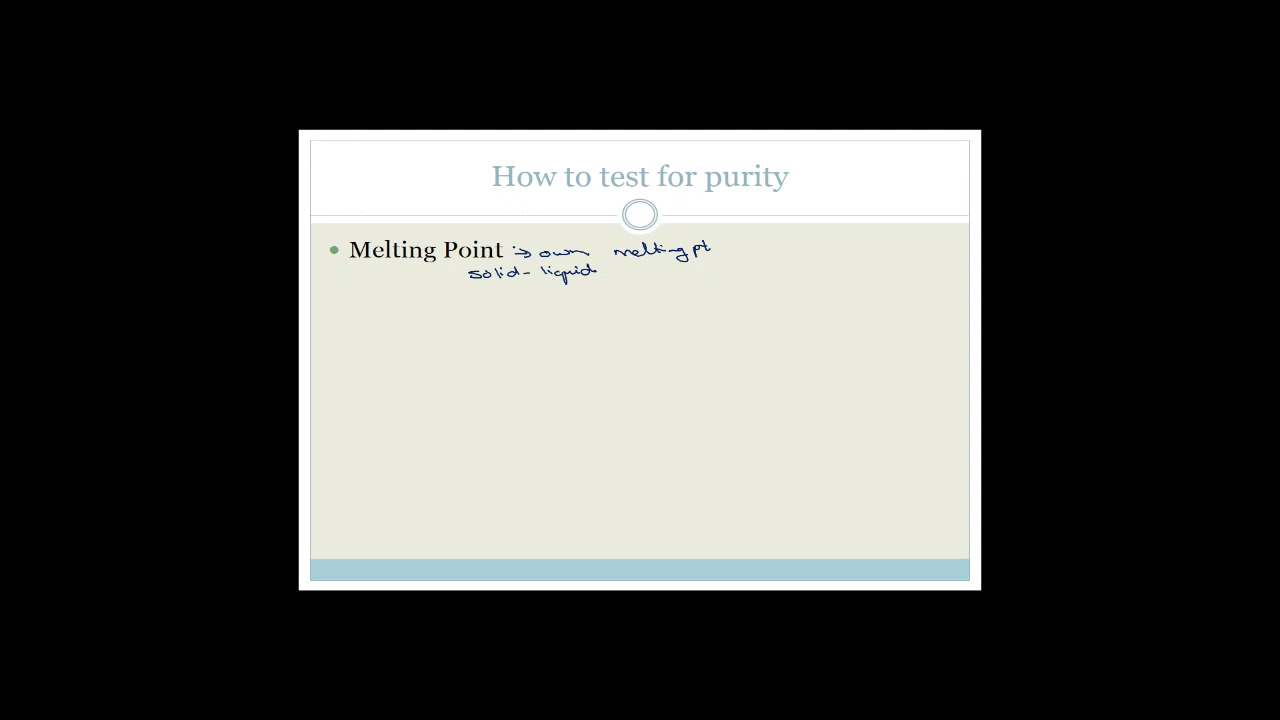 How to test for purity
Melting Point → own melting pt
solid - liquid